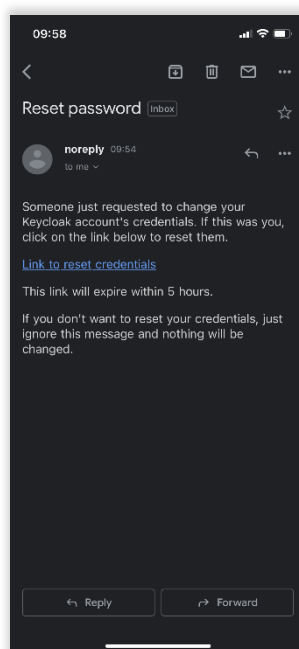 09:58
Reset password Inbox
noreply 09:54
to me
Someone just requested to change your
Keycloak account's credentials. If this was you,
click on the link below to reset them.
Link to reset credentials
This link will expire within 5 hours.
If you don't want to reset your credentials, just
ignore this message and nothing will be
changed.
Reply Forward